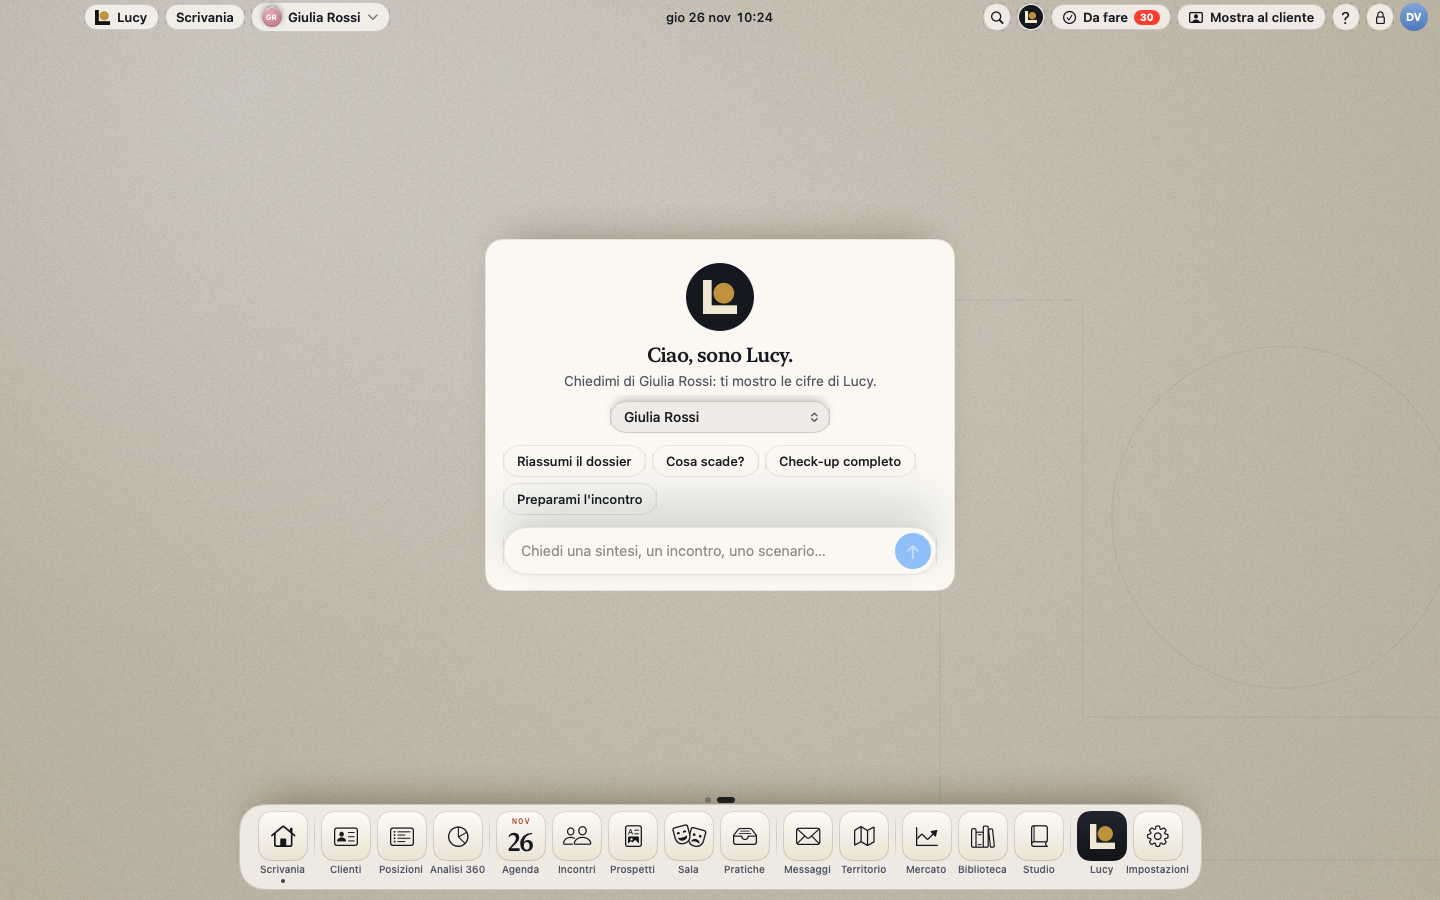 Lucy
Scrivania
GR Giulia Rossi
gio 26 nov 10:24
Da fare 30
Mostra al cliente
?
DV
Ciao, sono Lucy.
Chiedimi di Giulia Rossi: ti mostro le cifre di Lucy.
Giulia Rossi
Riassumi il dossier
Cosa scade?
Check-up completo
Preparami l'incontro
Chiedi una sintesi, un incontro, uno scenario...
NOV
26
Scrivania
Clienti
Posizioni
Analisi 360
Agenda
Incontri
Prospetti
Sala
Pratiche
Messaggi
Territorio
Mercato
Biblioteca
Studio
Lucy
Impostazioni